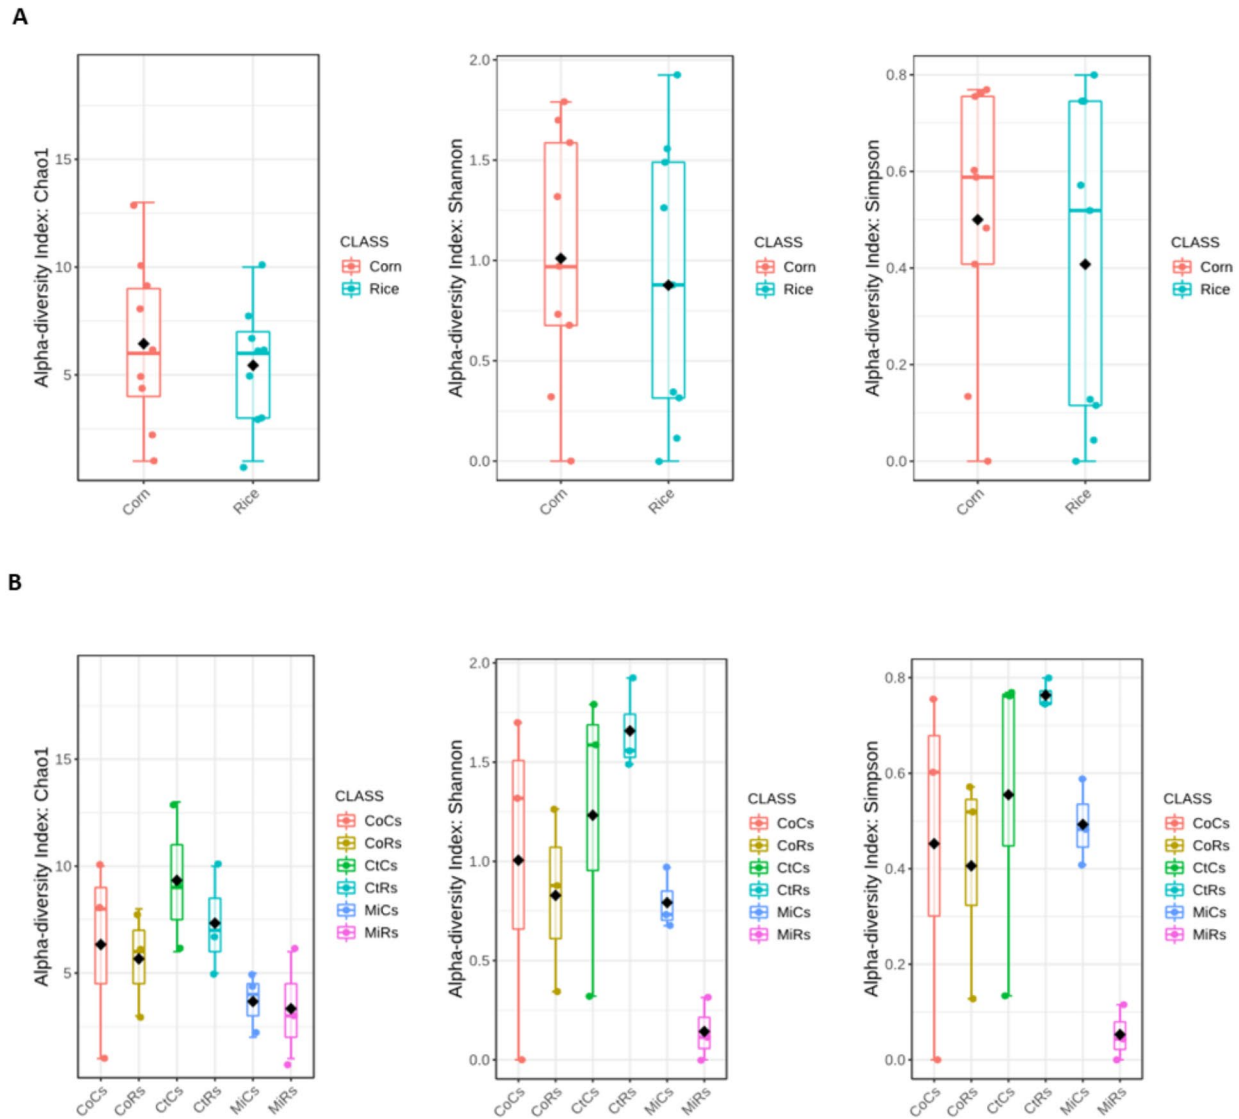 A
Alpha-diversity Index: Chao1
15
10
5
Corn
Rice
CLASS
Corn
Rice
Alpha-diversity Index: Shannon
2.0
1.5
1.0
0.5
0.0
Corn
Rice
CLASS
Corn
Rice
Alpha-diversity Index: Simpson
0.8
0.6
0.4
0.2
0.0
Corn
Rice
CLASS
Corn
Rice
B
Alpha-diversity Index: Chao1
15
10
5
CoCs
CoRs
CtCs
CtRs
MiCs
MiRs
CLASS
CoCs
CoRs
CtCs
CtRs
MiCs
MiRs
Alpha-diversity Index: Shannon
2.0
1.5
1.0
0.5
0.0
CoCs
CoRs
CtCs
CtRs
MiCs
MiRs
CLASS
CoCs
CoRs
CtCs
CtRs
MiCs
MiRs
Alpha-diversity Index: Simpson
0.8
0.6
0.4
0.2
0.0
CoCs
CoRs
CtCs
CtRs
MiCs
MiRs
CLASS
CoCs
CoRs
CtCs
CtRs
MiCs
MiRs